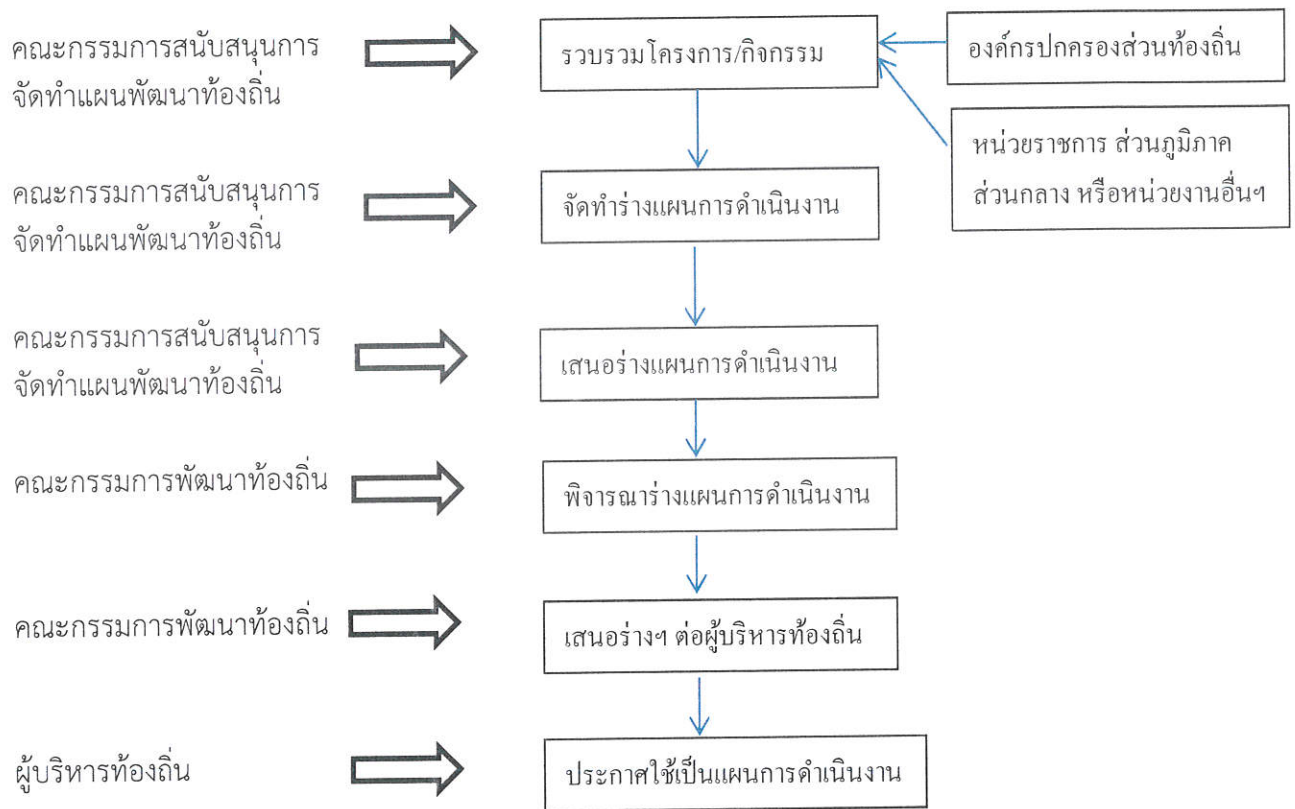 คณะกรรมการสนับสนุนการ
จัดทำแผนพัฒนาท้องถิ่น
รวบรวมโครงการ/กิจกรรม
องค์กรปกครองส่วนท้องถิ่น
หน่วยราชการ ส่วนภูมิภาค
ส่วนกลาง หรือหน่วยงานอื่นๆ
คณะกรรมการสนับสนุนการ
จัดทำแผนพัฒนาท้องถิ่น
จัดทำร่างแผนการดำเนินงาน
คณะกรรมการสนับสนุนการ
จัดทำแผนพัฒนาท้องถิ่น
เสนอร่างแผนการดำเนินงาน
คณะกรรมการพัฒนาท้องถิ่น
พิจารณาร่างแผนการดำเนินงาน
คณะกรรมการพัฒนาท้องถิ่น
เสนอร่างฯ ต่อผู้บริหารท้องถิ่น
ผู้บริหารท้องถิ่น
ประกาศใช้เป็นแผนการดำเนินงาน